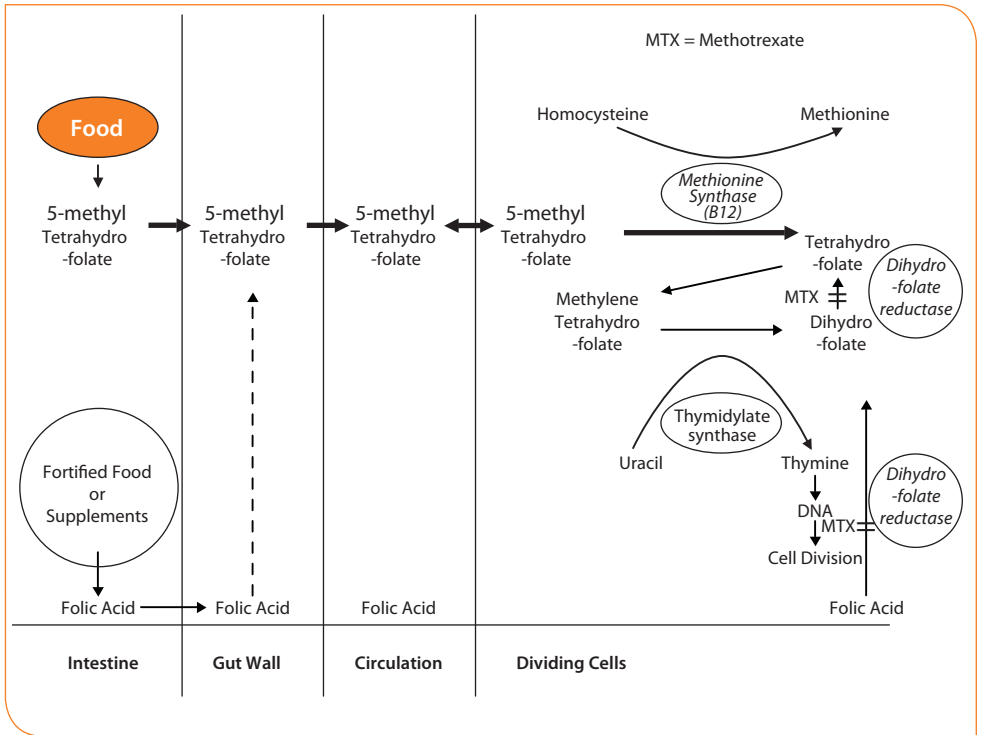 MTX = Methotrexate
Food
5-methyl
Tetrahydro
-folate
5-methyl
Tetrahydro
-folate
5-methyl
Tetrahydro
-folate
5-methyl
Tetrahydro
-folate
Homocysteine
Methionine
Methionine
Synthase
(B12)
Tetrahydro
-folate
Dihydro
-folate
reductase
MTX
Methylene
Tetrahydro
-folate
Dihydro
-folate
Thymidylate
synthase
Uracil
Thymine
DNA
MTX
Cell Division
Dihydro
-folate
reductase
Fortified Food
or
Supplements
Folic Acid
Folic Acid
Folic Acid
Folic Acid
Intestine
Gut Wall
Circulation
Dividing Cells